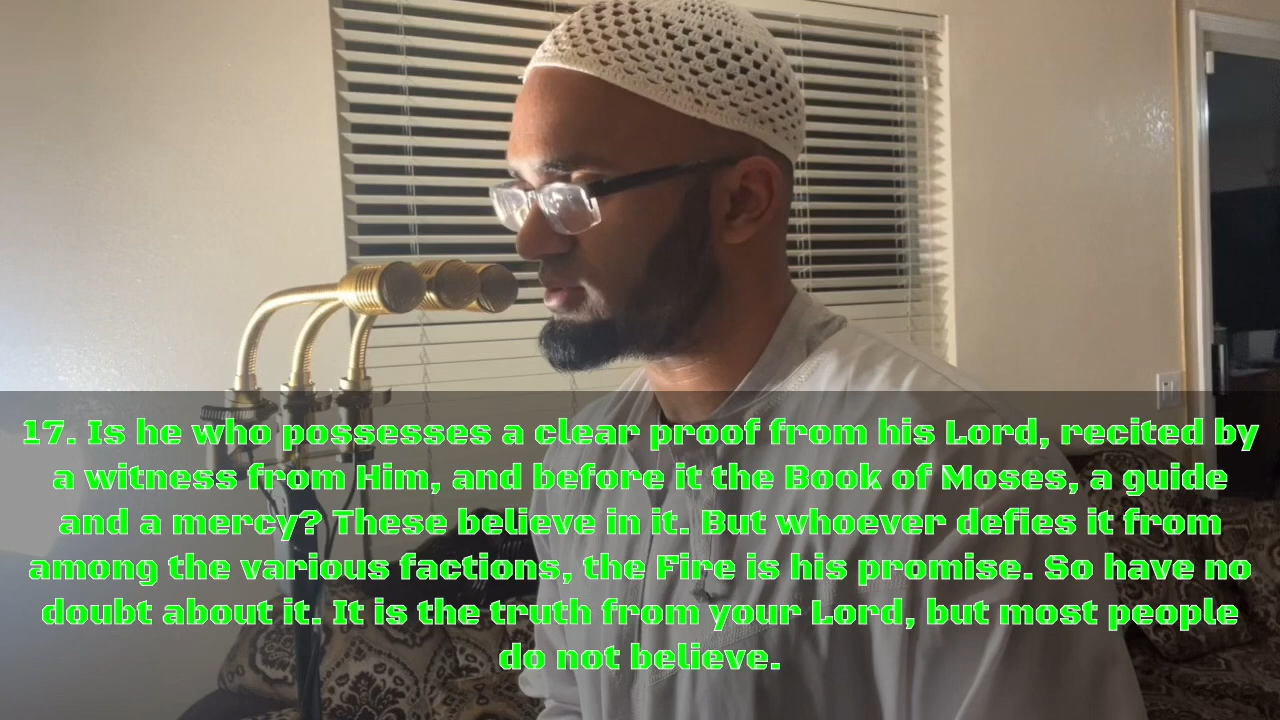 17. Is he who possesses a clear proof from his Lord, recited by
a witness from Him, and before it the Book of Moses, a guide
and a mercy? These believe in it. But whoever defies it from
among the various factions, the Fire is his promise. So have no
doubt about it. It is the truth from your Lord, but most people
do not believe.